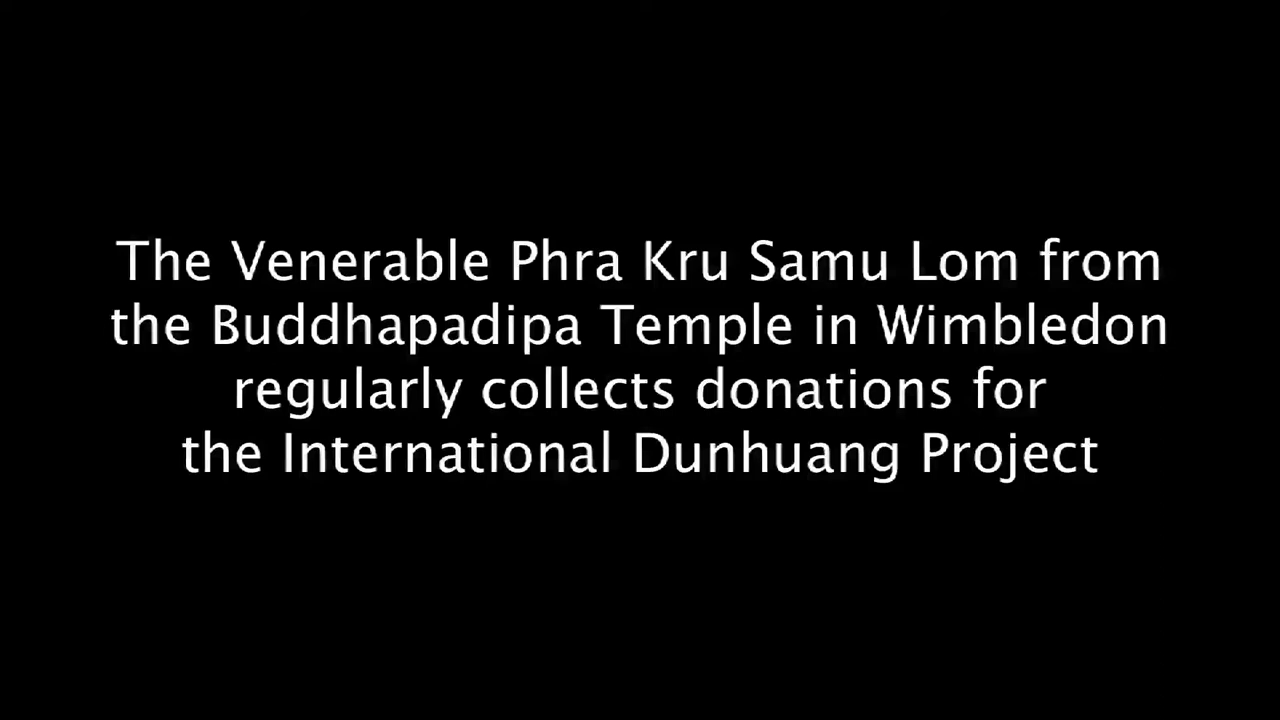 The Venerable Phra Kru Samu Lom from
the Buddhapadipa Temple in Wimbledon
regularly collects donations for
the International Dunhuang Project